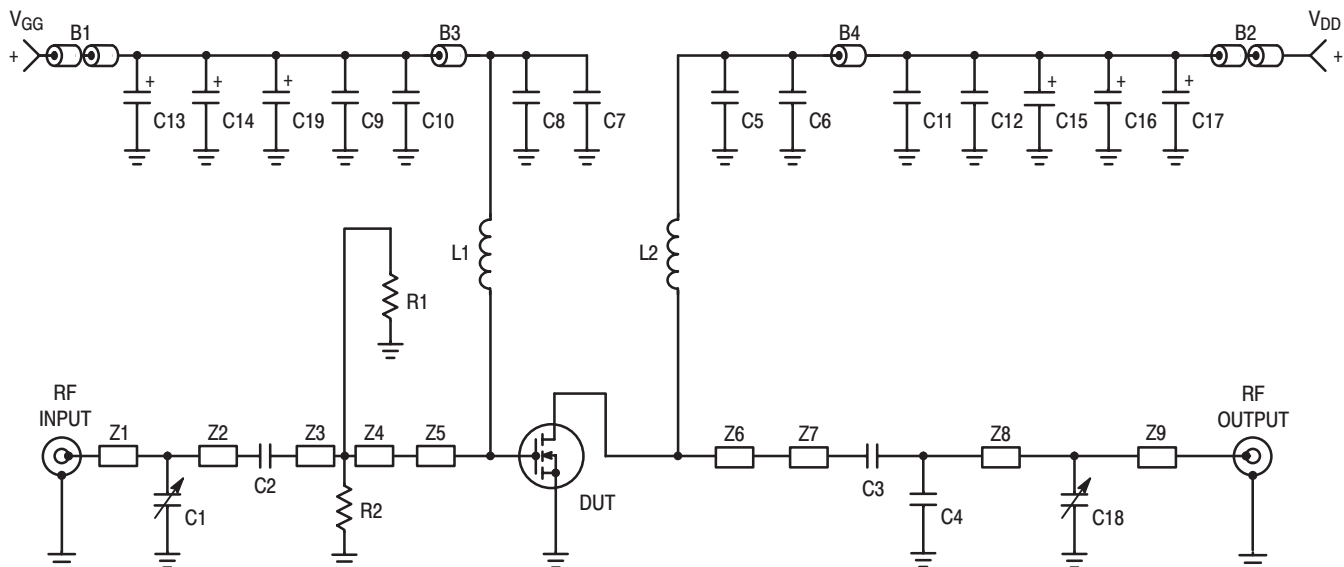 V_GG
+
B1
B3
B4
B2
V_DD
+
+
+
+
+
+
C13
C14
C19
C9
C10
C8
C7
C5
C6
C11
C12
C15
C16
C17
L1
L2
R1
RF
INPUT
Z1
Z2
Z3
Z4
Z5
Z6
Z7
Z8
Z9
RF
OUTPUT
C1
C2
R2
DUT
C3
C4
C18